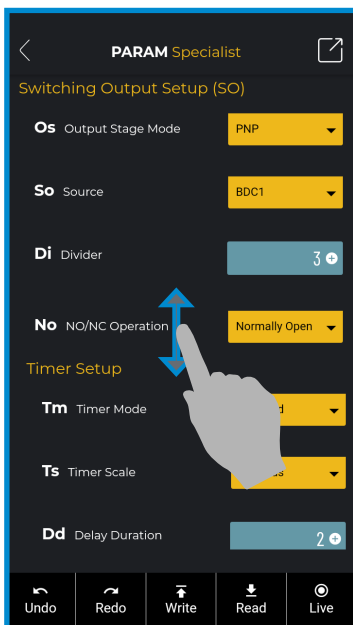 PARAM Specialist
Switching Output Setup (SO)
Os Output Stage Mode PNP
So Source BDC1
Di Divider 3
No NO/NC Operation Normally Open
Timer Setup
Tm Timer Mode
Ts Timer Scale
Dd Delay Duration 2
Undo Redo Write Read Live